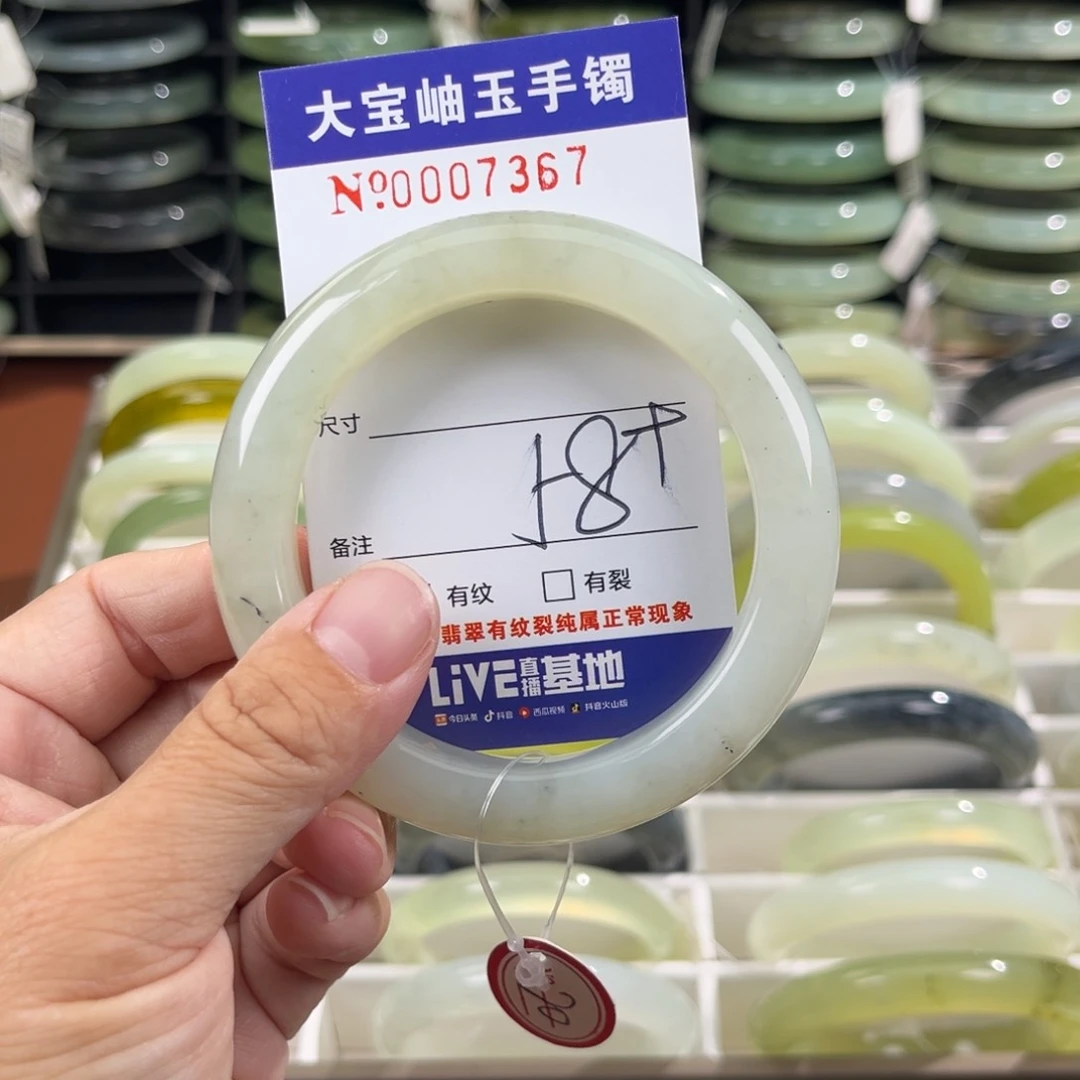 大宝岫玉手镯
№0007367
尺寸
备注
有纹 有裂
翡翠有纹裂纯属正常现象
LiVE直播基地
今日头条 抖音 西瓜视频 抖音火山版